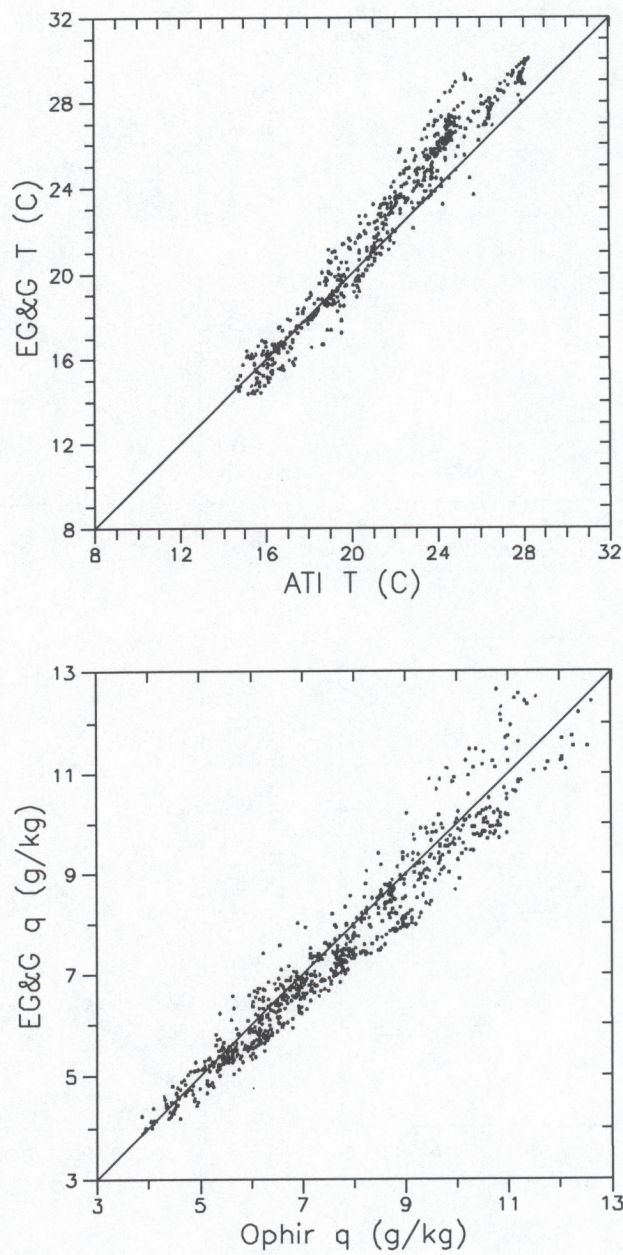 32
28
24
20
16
12
8
EG&G T (C)
8 12 16 20 24 28 32
ATI T (C)
13
11
9
7
5
3
EG&G q (g/kg)
3 5 7 9 11 13
Ophir q (g/kg)